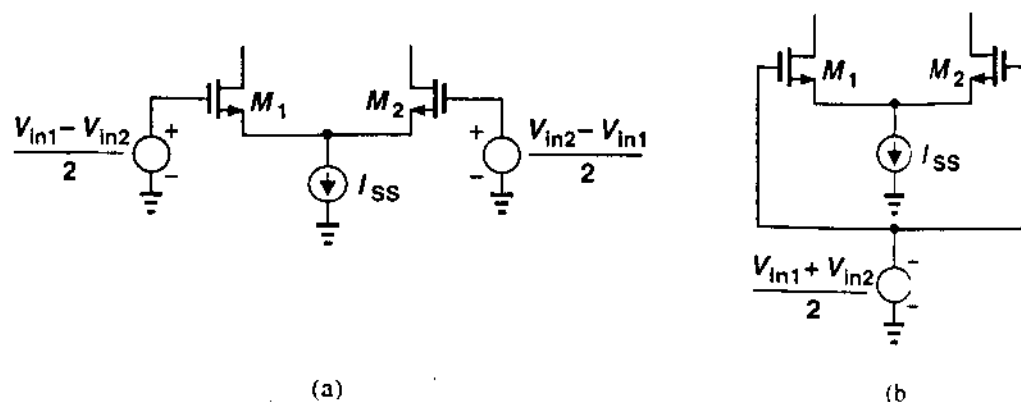 M1
M2
Vin1 − Vin2
2
+
−
ISS
+
−
Vin2 − Vin1
2
(a)
M1
M2
ISS
Vin1 + Vin2
2
−
−
(b